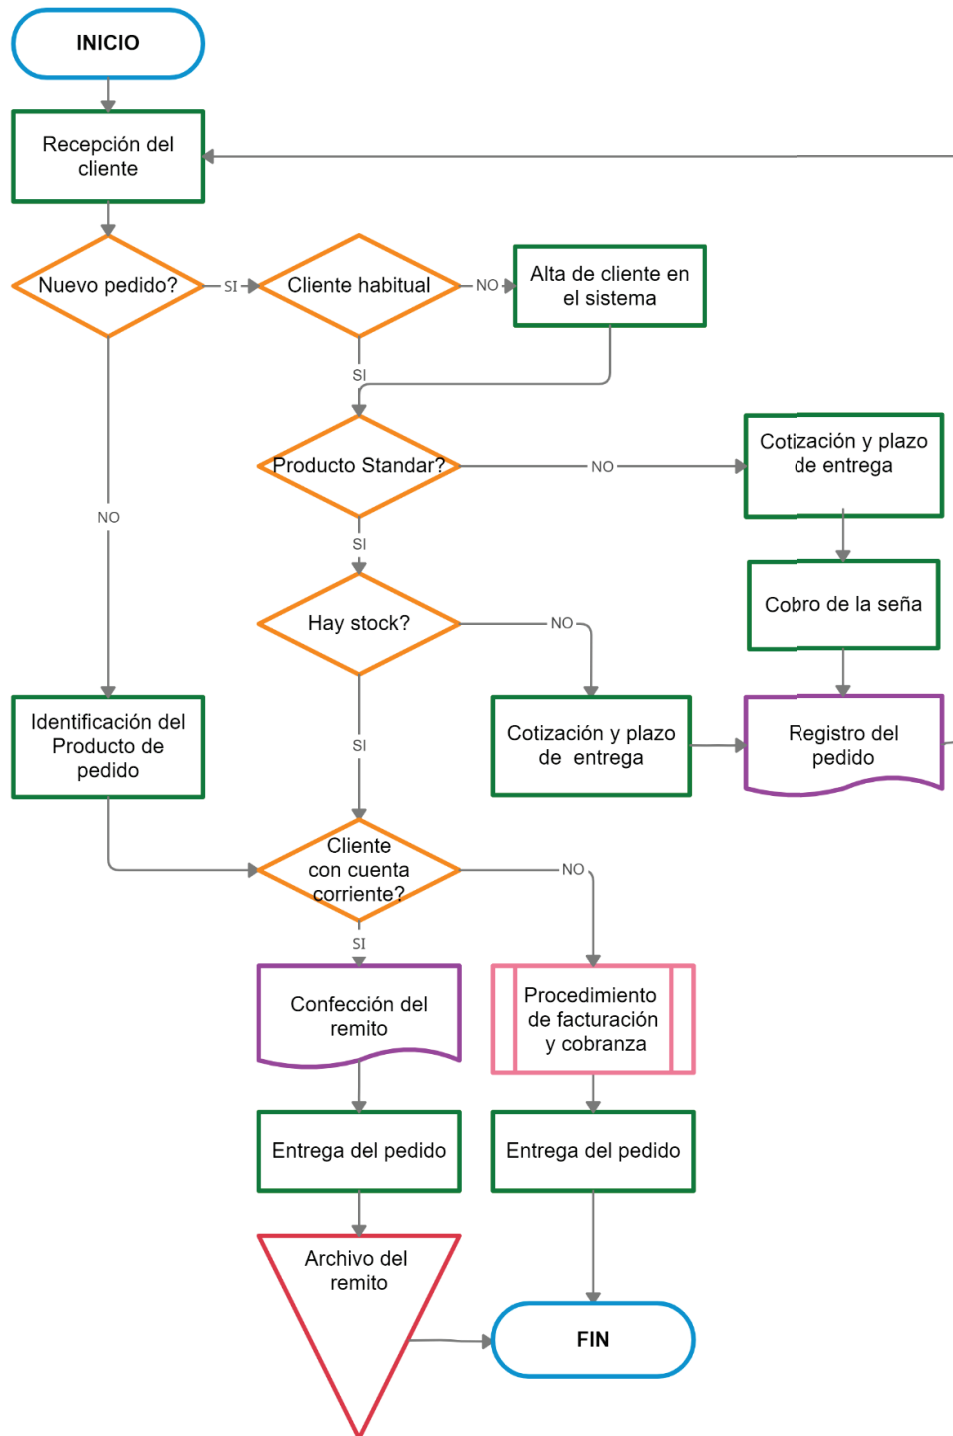 INICIO
Recepción del
cliente
Nuevo pedido?
SI
Cliente habitual
NO
Alta de cliente en
el sistema
SI
Producto Standar?
NO
Cotización y plazo
de entrega
NO
SI
Cobro de la seña
Hay stock?
NO
Identificación del
Producto de
pedido
SI
Cotización y plazo
de entrega
Registro del
pedido
Cliente
con cuenta
corriente?
NO
SI
Confección del
remito
Procedimiento
de facturación
y cobranza
Entrega del pedido
Entrega del pedido
Archivo del
remito
FIN